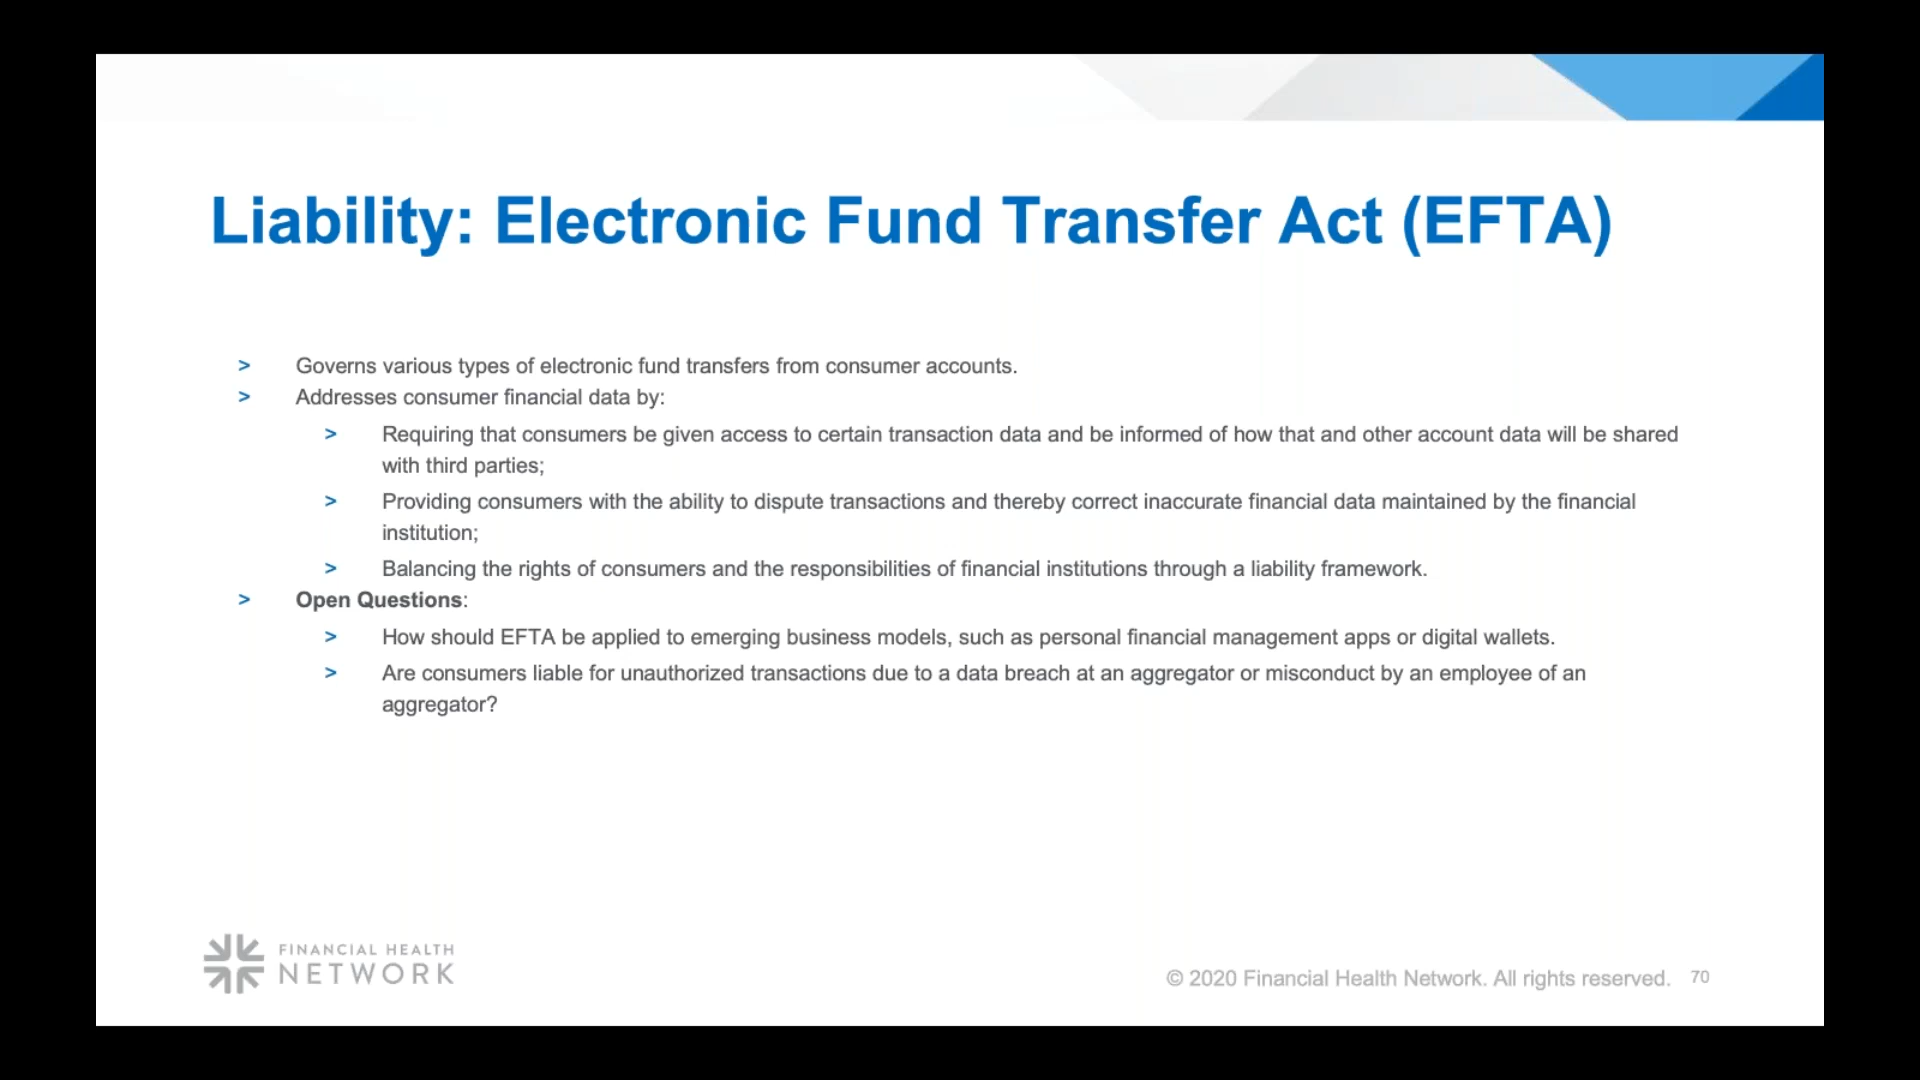 Liability: Electronic Fund Transfer Act (EFTA)
> Governs various types of electronic fund transfers from consumer accounts.
> Addresses consumer financial data by:
> Requiring that consumers be given access to certain transaction data and be informed of how that and other account data will be shared
with third parties;
> Providing consumers with the ability to dispute transactions and thereby correct inaccurate financial data maintained by the financial
institution;
> Balancing the rights of consumers and the responsibilities of financial institutions through a liability framework.
> Open Questions:
> How should EFTA be applied to emerging business models, such as personal financial management apps or digital wallets.
> Are consumers liable for unauthorized transactions due to a data breach at an aggregator or misconduct by an employee of an
aggregator?
FINANCIAL HEALTH
NETWORK
© 2020 Financial Health Network. All rights reserved. 70